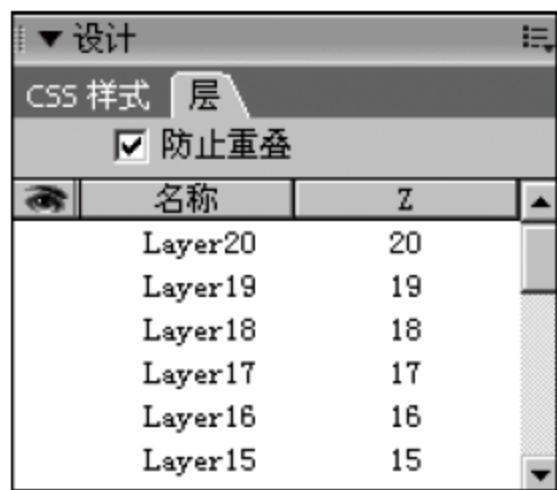 设计
CSS 样式 层
防止重叠
名称 Z
Layer20 20
Layer19 19
Layer18 18
Layer17 17
Layer16 16
Layer15 15